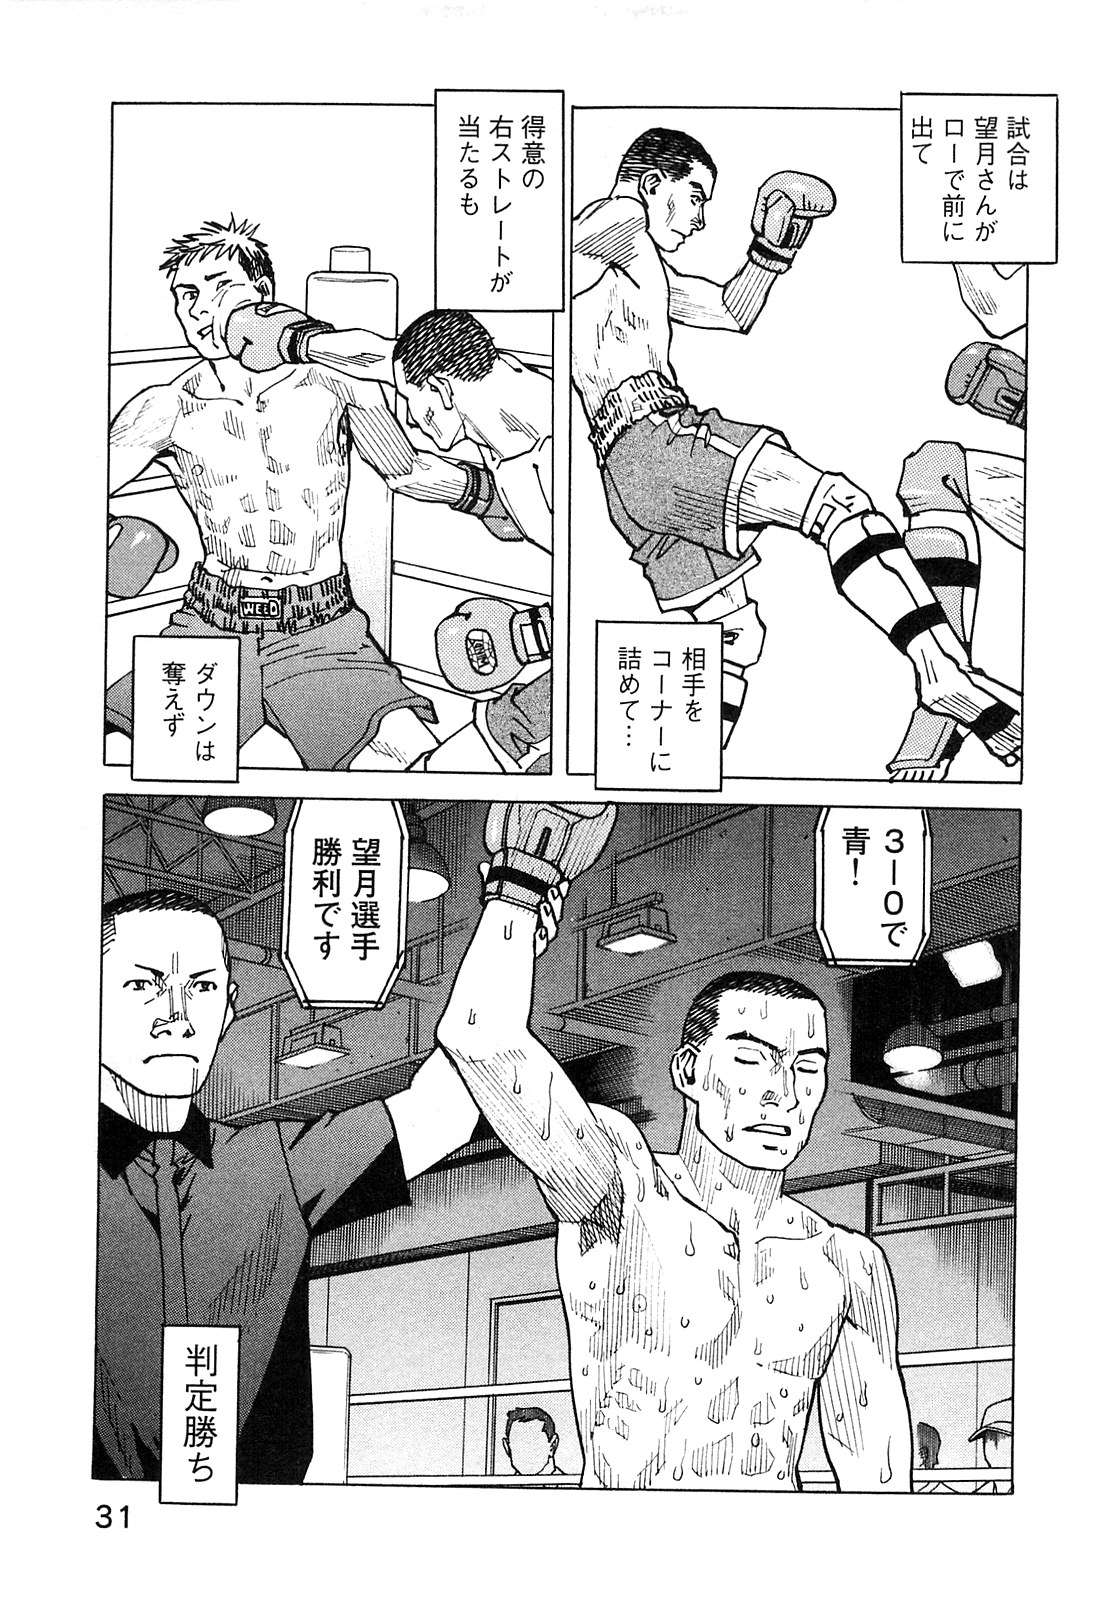 試合は
望月さんが
ローで前に
出て
相手を
コーナーに
詰めて…
得意の
右ストレートが
当たるも
WEED
ダウンは
奪えず
3ー0で
青！
望月選手
勝利です
判定勝ち
31